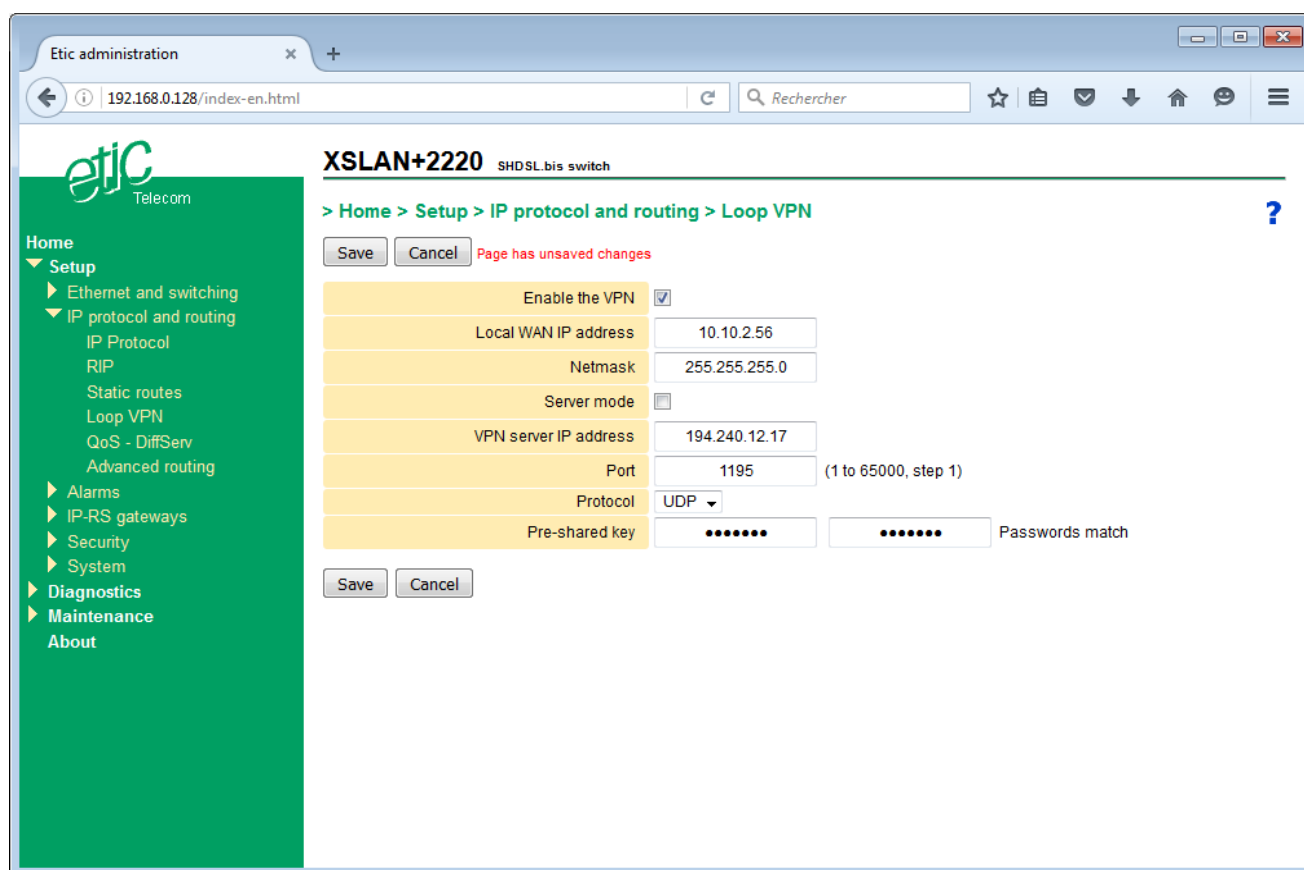 Etic administration
192.168.0.128/index-en.html
Rechercher
etic
Telecom
XSLAN+2220 SHDSL.bis switch
> Home > Setup > IP protocol and routing > Loop VPN
?
Home
Setup
Ethernet and switching
IP protocol and routing
IP Protocol
RIP
Static routes
Loop VPN
QoS - DiffServ
Advanced routing
Alarms
IP-RS gateways
Security
System
Diagnostics
Maintenance
About
Save Cancel Page has unsaved changes
Enable the VPN
Local WAN IP address 10.10.2.56
Netmask 255.255.255.0
Server mode
VPN server IP address 194.240.12.17
Port 1195 (1 to 65000, step 1)
Protocol UDP
Pre-shared key ●●●●●●● ●●●●●●● Passwords match
Save Cancel